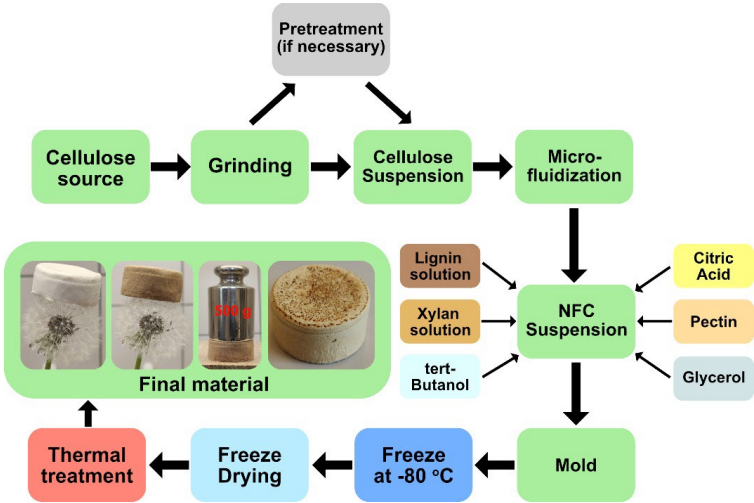 Pretreatment
(if necessary)
Cellulose
source
Grinding
Cellulose
Suspension
Micro-
fluidization
Lignin
solution
Xylan
solution
tert-
Butanol
NFC
Suspension
Citric
Acid
Pectin
Glycerol
500 g
Final material
Thermal
treatment
Freeze
Drying
Freeze
at -80 °C
Mold